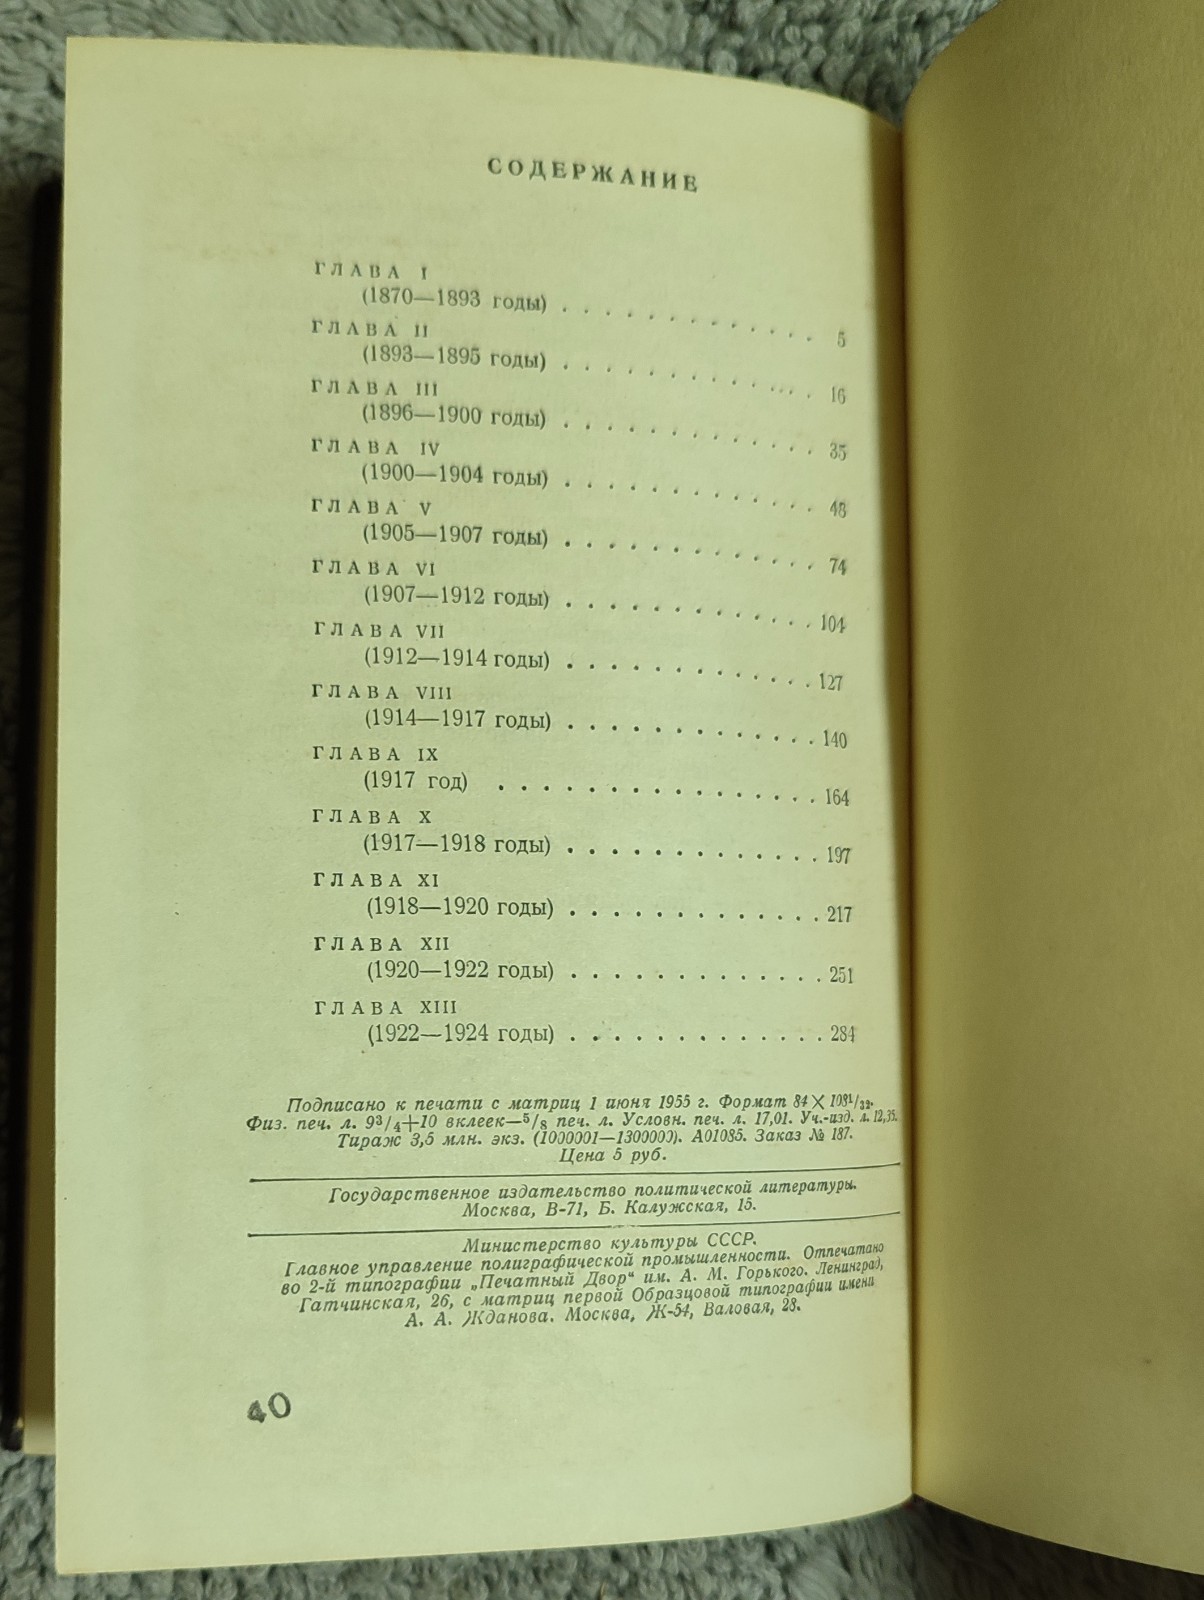 СОДЕРЖАНИЕ
ГЛАВА I
(1870—1893 годы) . . . . . . . . . . . . 5
ГЛАВА II
(1893—1895 годы) . . . . . . . . . . . . 16
ГЛАВА III
(1896—1900 годы) . . . . . . . . . . . . 35
ГЛАВА IV
(1900—1904 годы) . . . . . . . . . . . . 48
ГЛАВА V
(1905—1907 годы) . . . . . . . . . . . . 74
ГЛАВА VI
(1907—1912 годы) . . . . . . . . . . . . 104
ГЛАВА VII
(1912—1914 годы) . . . . . . . . . . . . 127
ГЛАВА VIII
(1914—1917 годы) . . . . . . . . . . . . 140
ГЛАВА IX
(1917 год) . . . . . . . . . . . . . . . 164
ГЛАВА X
(1917—1918 годы) . . . . . . . . . . . . 197
ГЛАВА XI
(1918—1920 годы) . . . . . . . . . . . . 217
ГЛАВА XII
(1920—1922 годы) . . . . . . . . . . . . 251
ГЛАВА XIII
(1922—1924 годы) . . . . . . . . . . . . 284
Подписано к печати с матриц 1 июня 1955 г. Формат 84 × 108¹/₃₂.
Физ. печ. л. 9³/₄+10 вклеек—⁵/₈ печ. л. Условн. печ. л. 17,01. Уч.-изд. л. 12,35.
Тираж 3,5 млн. экз. (1000001—1300000). А01085. Заказ № 187.
Цена 5 руб.
Государственное издательство политической литературы.
Москва, В-71, Б. Калужская, 15.
Министерство культуры СССР.
Главное управление полиграфической промышленности. Отпечатано
во 2-й типографии „Печатный Двор“ им. А. М. Горького. Ленинград,
Гатчинская, 26, с матриц первой Образцовой типографии имени
А. А. Жданова. Москва, Ж-54, Валовая, 28.
40